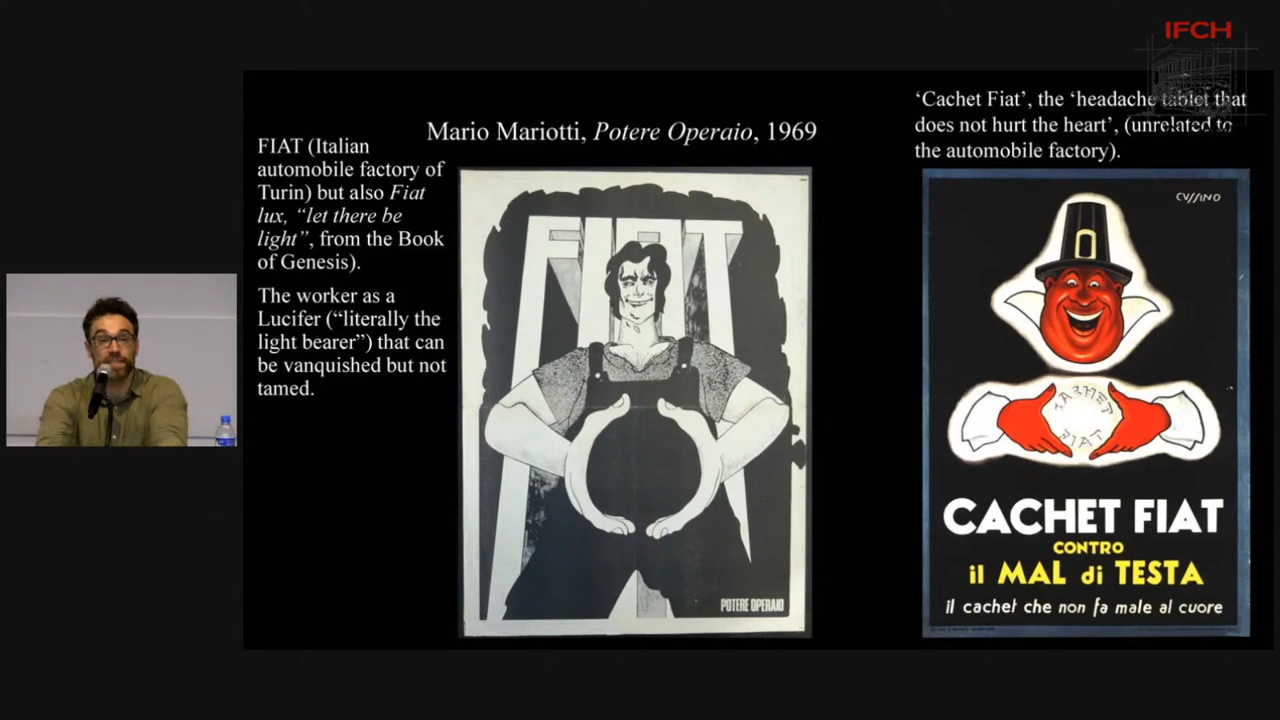 IFCH
FIAT (Italian
automobile factory of
Turin) but also Fiat
lux, “let there be
light”, from the Book
of Genesis).
The worker as a
Lucifer (“literally the
light bearer”) that can
be vanquished but not
tamed.
Mario Mariotti, Potere Operaio, 1969
FIAT
POTERE OPERAIO
‘Cachet Fiat’, the ‘headache tablet that
does not hurt the heart’, (unrelated to
the automobile factory).
CUSSINO
CACHET
FIAT
CACHET FIAT
CONTRO
il MAL di TESTA
il cachet che non fa male al cuore